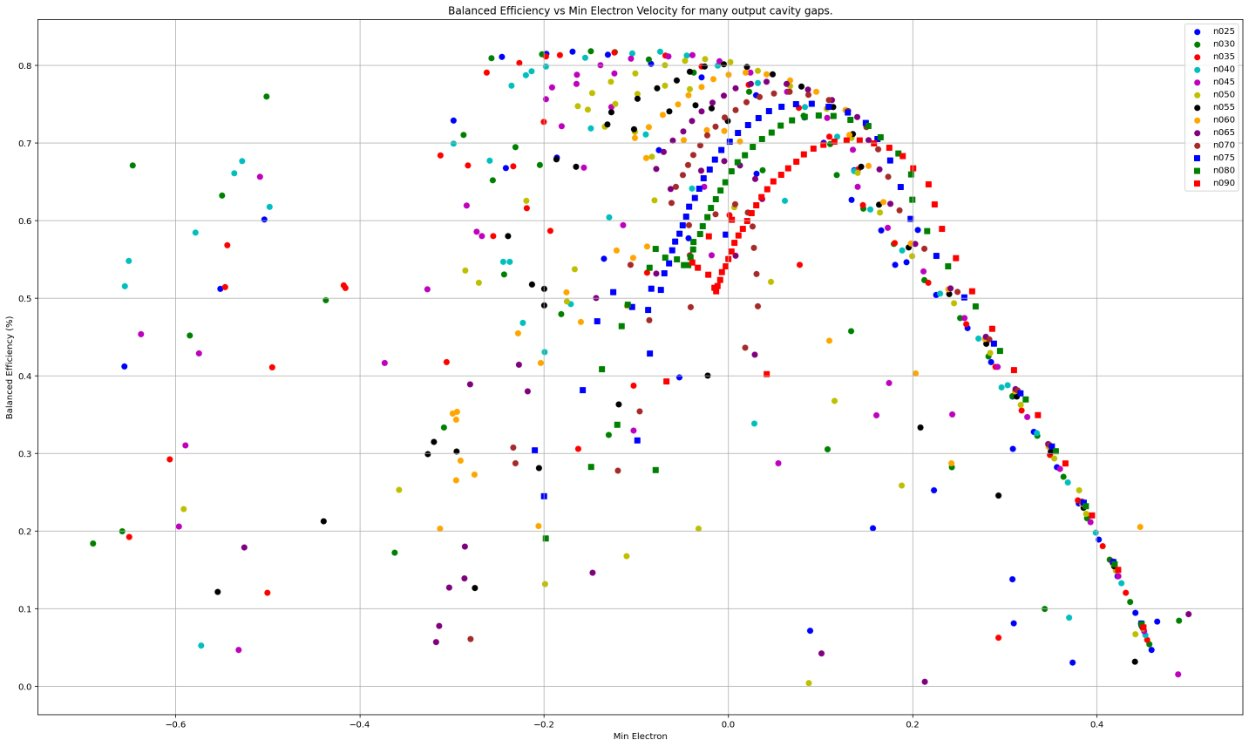 Balanced Efficiency vs Min Electron Velocity for many output cavity gaps.
n025
n030
n035
n040
n045
n050
n055
n060
n065
n070
n075
n080
n090
Balanced Efficiency (%)
0.8
0.7
0.6
0.5
0.4
0.3
0.2
0.1
0.0
−0.6 −0.4 −0.2 0.0 0.2 0.4
Min Electron